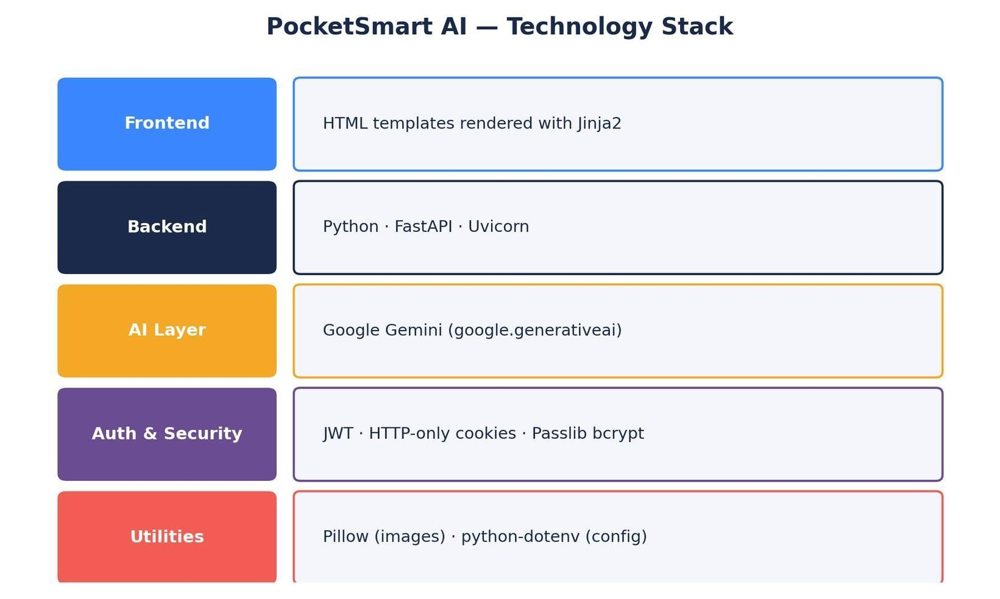 PocketSmart AI — Technology Stack
Frontend
HTML templates rendered with Jinja2
Backend
Python · FastAPI · Uvicorn
AI Layer
Google Gemini (google.generativeai)
Auth & Security
JWT · HTTP-only cookies · Passlib bcrypt
Utilities
Pillow (images) · python-dotenv (config)